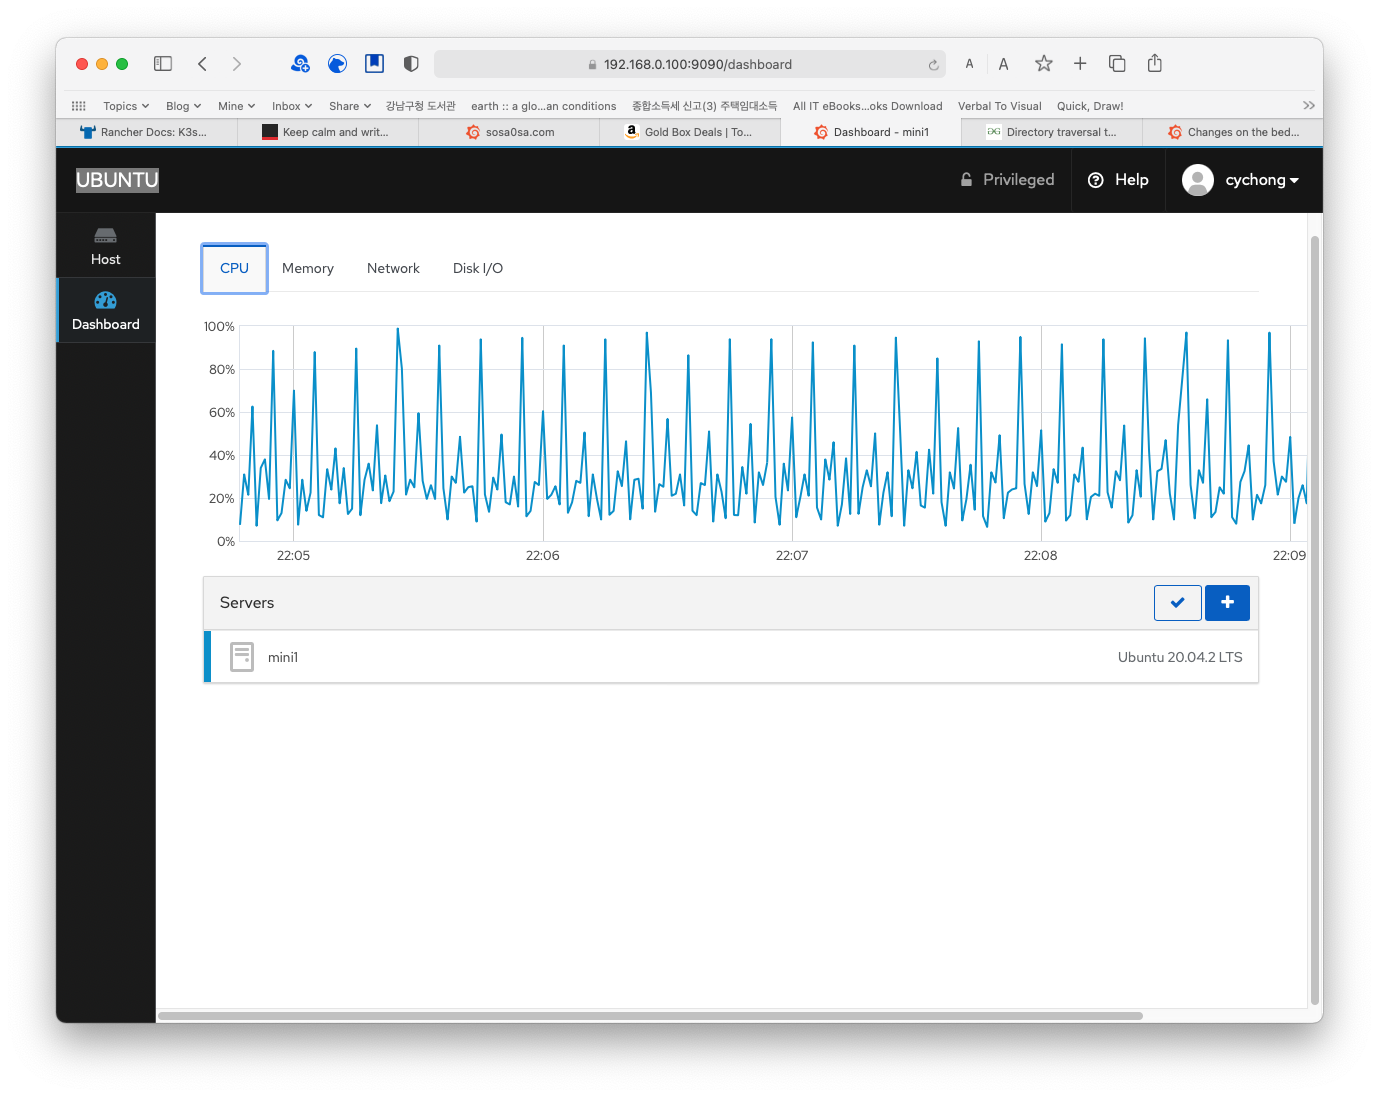 192.168.0.100:9090/dashboard
A A
Topics Blog Mine Inbox Share 강남구청 도서관 earth :: a glo...an conditions 종합소득세 신고(3) 주택임대소득 All IT eBooks...oks Download Verbal To Visual Quick, Draw!
Rancher Docs: K3s... Keep calm and writ... sosa0sa.com Gold Box Deals | To... Dashboard - mini1 Directory traversal t... Changes on the bed...
UBUNTU Privileged Help cychong
Host
Dashboard
CPU Memory Network Disk I/O
100%
80%
60%
40%
20%
0%
22:05 22:06 22:07 22:08 22:09
Servers
mini1 Ubuntu 20.04.2 LTS